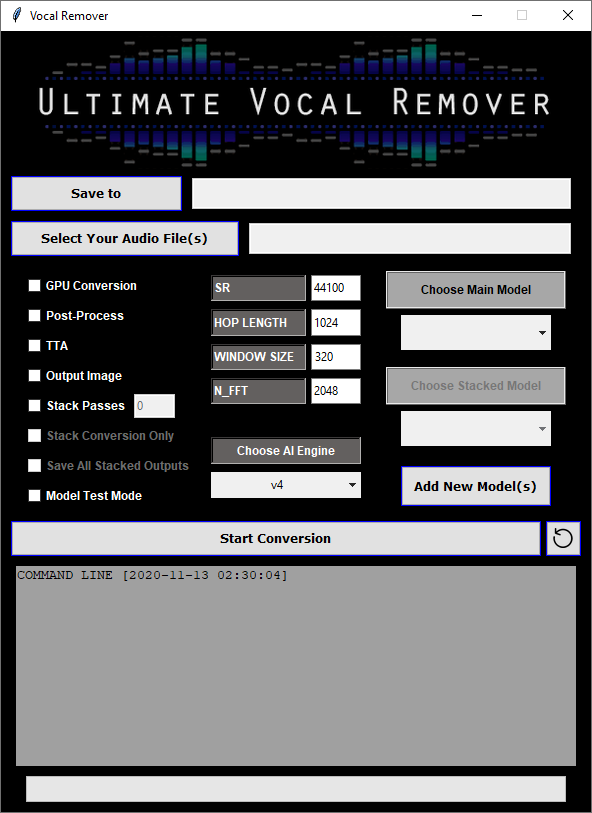 Vocal Remover
ULTIMATE VOCAL REMOVER
Save to
Select Your Audio File(s)
GPU Conversion
Post-Process
TTA
Output Image
Stack Passes 0
Stack Conversion Only
Save All Stacked Outputs
Model Test Mode
SR 44100
HOP LENGTH 1024
WINDOW SIZE 320
N_FFT 2048
Choose AI Engine
v4
Choose Main Model
Choose Stacked Model
Add New Model(s)
Start Conversion
COMMAND LINE [2020-11-13 02:30:04]